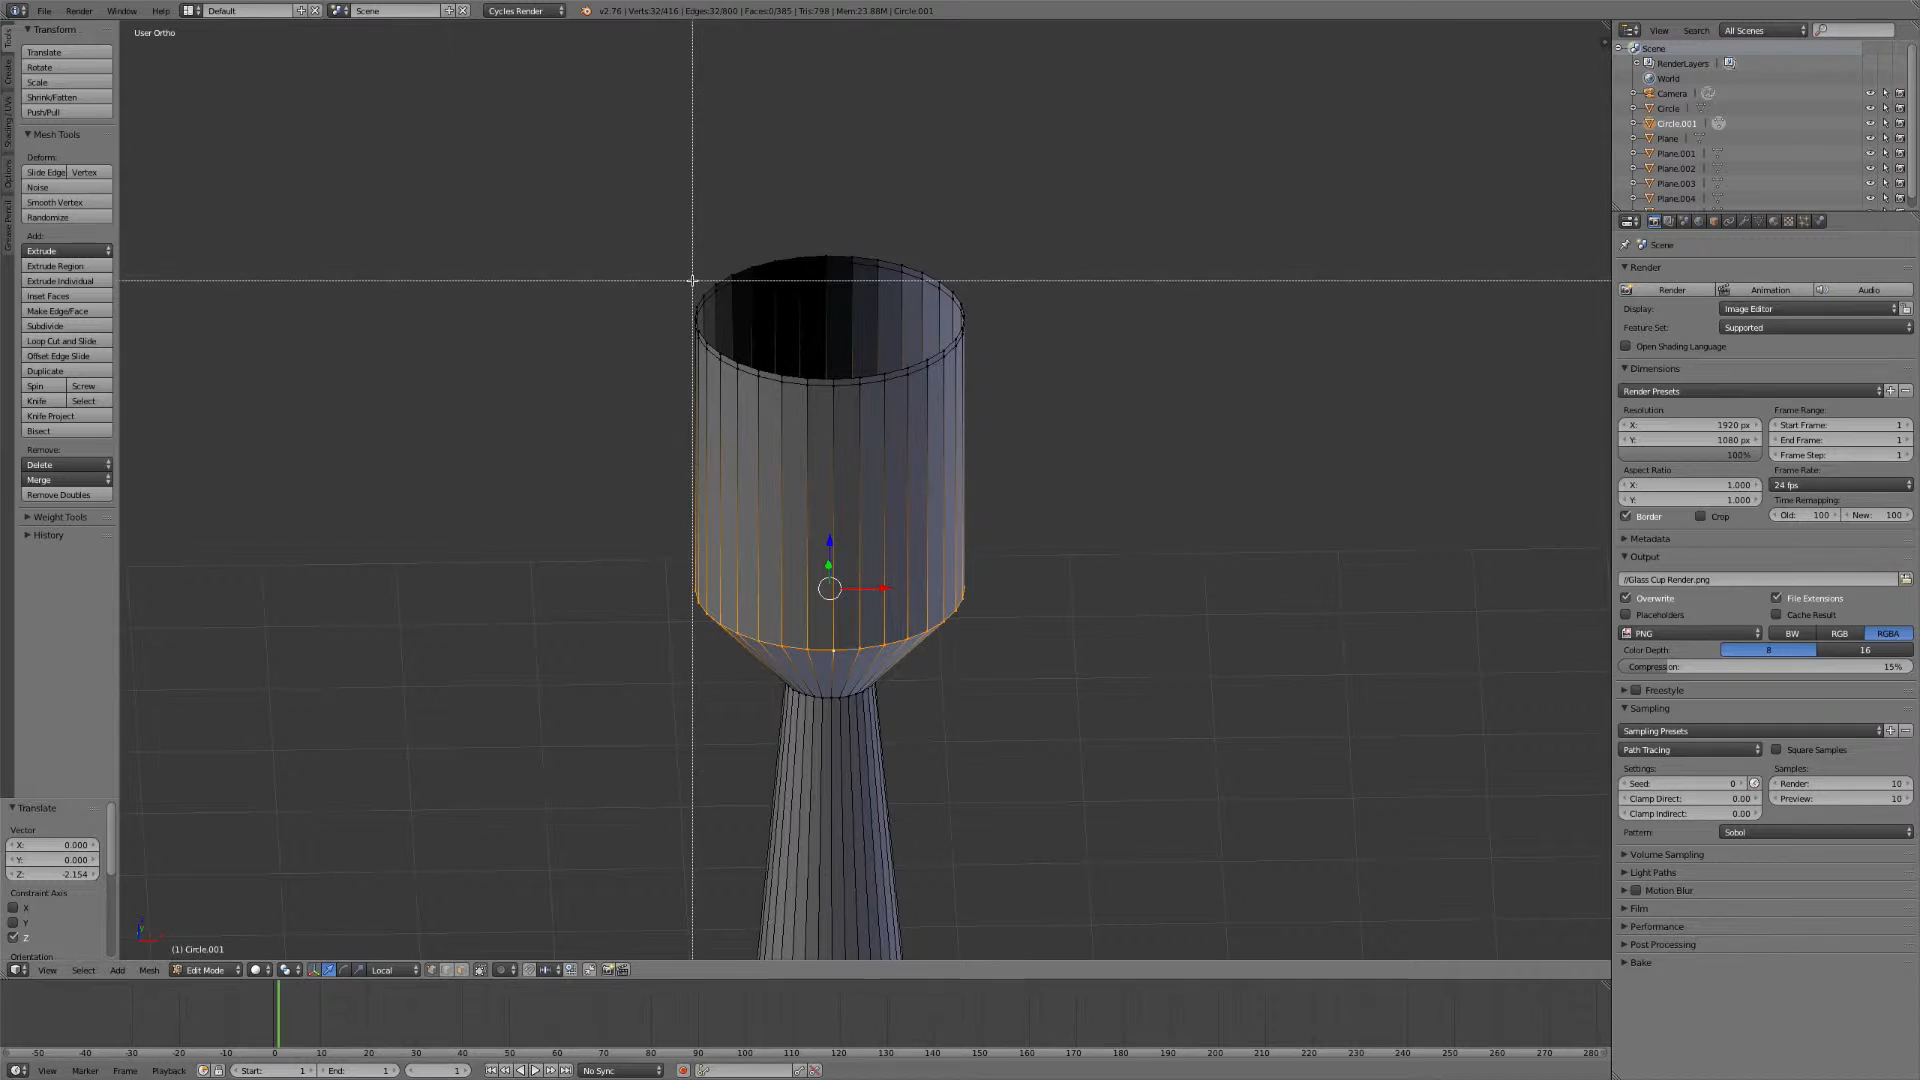 File Render Window Help Default Scene Cycles Render v2.76 | Verts:32/416 | Edges:32/800 | Faces:0/385 | Tris:798 | Mem:23.88M | Circle.001
Tools
Create
Shading / UVs
Options
Grease Pencil
Transform
Translate
Rotate
Scale
Shrink/Fatten
Push/Pull
Mesh Tools
Deform:
Slide Edge Vertex
Noise
Smooth Vertex
Randomize
Add:
Extrude
Extrude Region
Extrude Individual
Inset Faces
Make Edge/Face
Subdivide
Loop Cut and Slide
Offset Edge Slide
Duplicate
Spin Screw
Knife Select
Knife Project
Bisect
Remove:
Delete
Merge
Remove Doubles
Weight Tools
History
Translate
Vector
X: 0.000
Y: 0.000
Z: -2.154
Constraint Axis
X
Y
Z
Orientation
User Ortho
(1) Circle.001
View Select Add Mesh Edit Mode Local
-50 -40 -30 -20 -10 0 10 20 30 40 50 60 70 80 90 100 110 120 130 140 150 160 170 180 190 200 210 220 230 240 250 260 270 280
View Marker Frame Playback Start: 1 End: 1 1 No Sync
View Search All Scenes
Scene
RenderLayers
World
Camera
Circle
Circle.001
Plane
Plane.001
Plane.002
Plane.003
Plane.004
Scene
Render
Render Animation Audio
Display: Image Editor
Feature Set: Supported
Open Shading Language
Dimensions
Render Presets
Resolution: Frame Range:
X: 1920 px Start Frame: 1
Y: 1080 px End Frame: 1
100% Frame Step: 1
Aspect Ratio Frame Rate:
X: 1.000 24 fps
Y: 1.000 Time Remapping:
Border Crop Old: 100 New: 100
Metadata
Output
//Glass Cup Render.png
Overwrite File Extensions
Placeholders Cache Result
PNG BW RGB RGBA
Color Depth: 8 16
Compression: 15%
Freestyle
Sampling
Sampling Presets
Path Tracing Square Samples
Settings: Samples:
Seed: 0 Render: 10
Clamp Direct: 0.00 Preview: 10
Clamp Indirect: 0.00
Pattern: Sobol
Volume Sampling
Light Paths
Motion Blur
Film
Performance
Post Processing
Bake